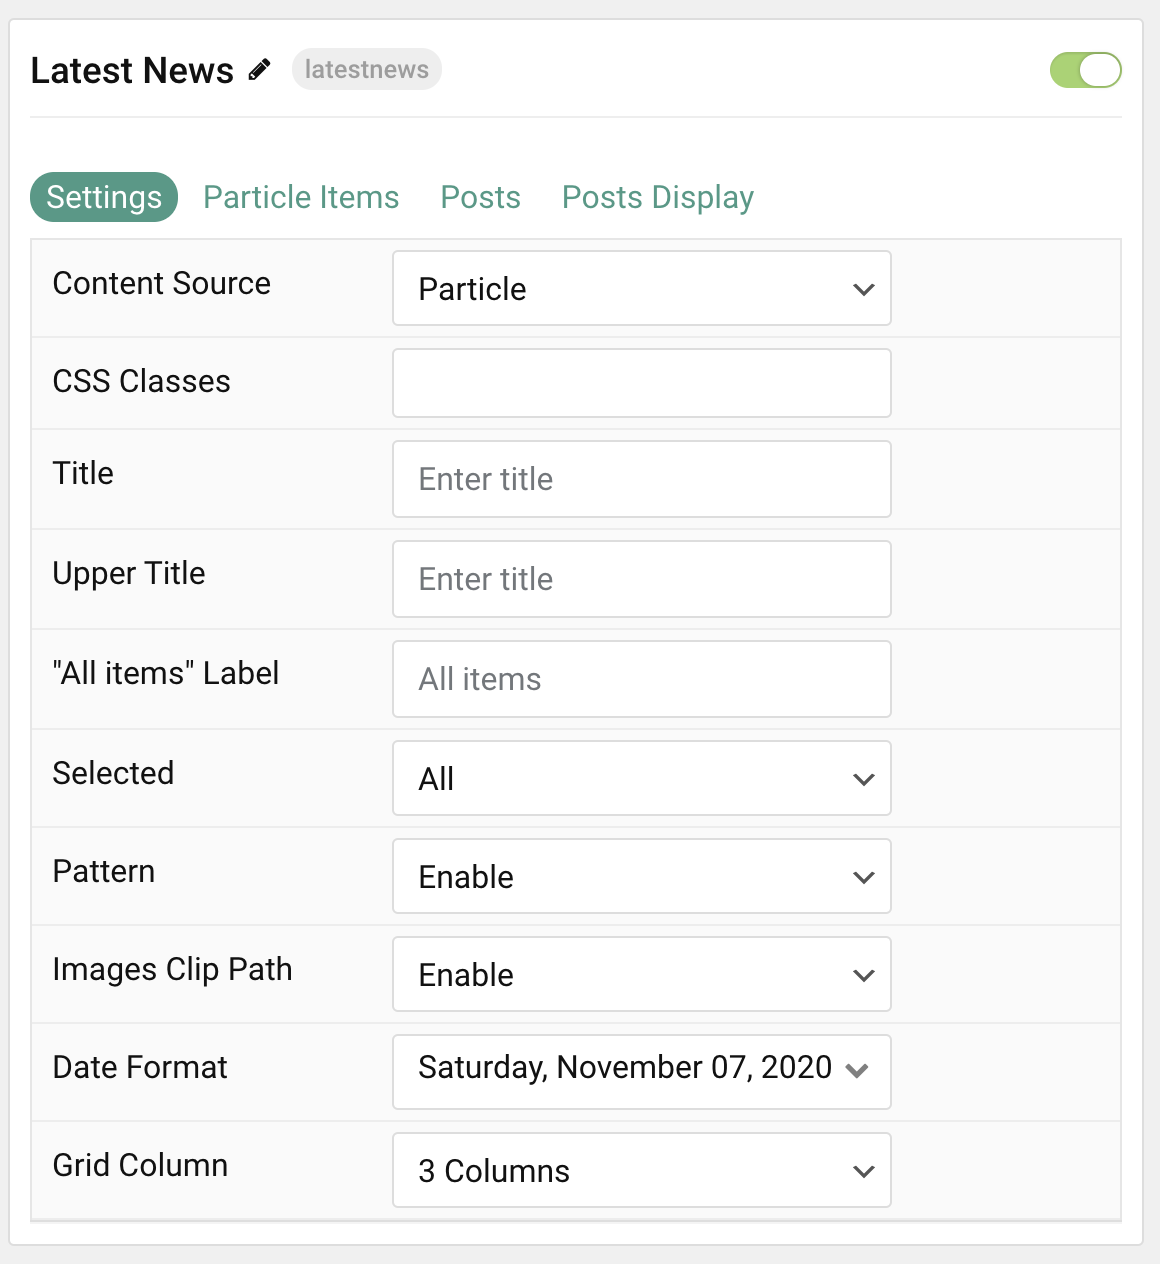 Latest News latestnews
Settings Particle Items Posts Posts Display
Content Source Particle
CSS Classes
Title Enter title
Upper Title Enter title
"All items" Label All items
Selected All
Pattern Enable
Images Clip Path Enable
Date Format Saturday, November 07, 2020
Grid Column 3 Columns